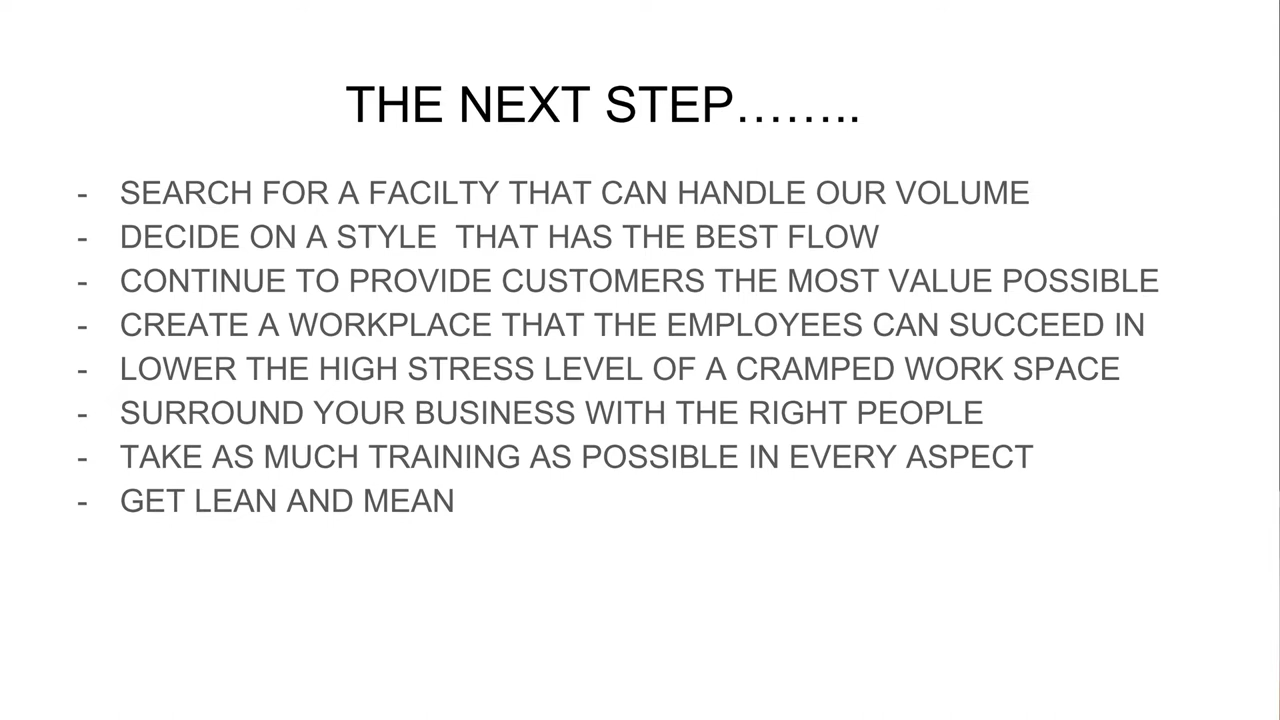 THE NEXT STEP……..
- SEARCH FOR A FACILTY THAT CAN HANDLE OUR VOLUME
- DECIDE ON A STYLE  THAT HAS THE BEST FLOW
- CONTINUE TO PROVIDE CUSTOMERS THE MOST VALUE POSSIBLE
- CREATE A WORKPLACE THAT THE EMPLOYEES CAN SUCCEED IN
- LOWER THE HIGH STRESS LEVEL OF A CRAMPED WORK SPACE
- SURROUND YOUR BUSINESS WITH THE RIGHT PEOPLE
- TAKE AS MUCH TRAINING AS POSSIBLE IN EVERY ASPECT
- GET LEAN AND MEAN